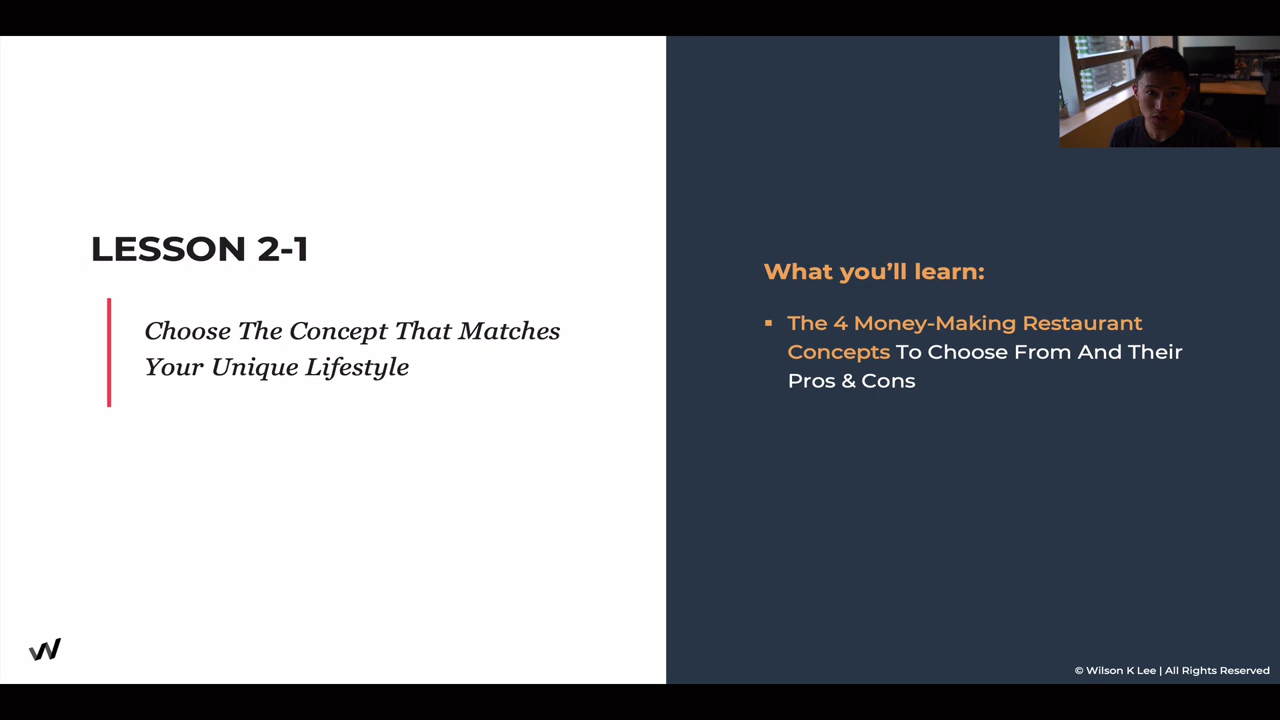 LESSON 2-1
Choose The Concept That Matches
Your Unique Lifestyle
What you’ll learn:
▪ The 4 Money-Making Restaurant
Concepts To Choose From And Their
Pros & Cons
© Wilson K Lee | All Rights Reserved